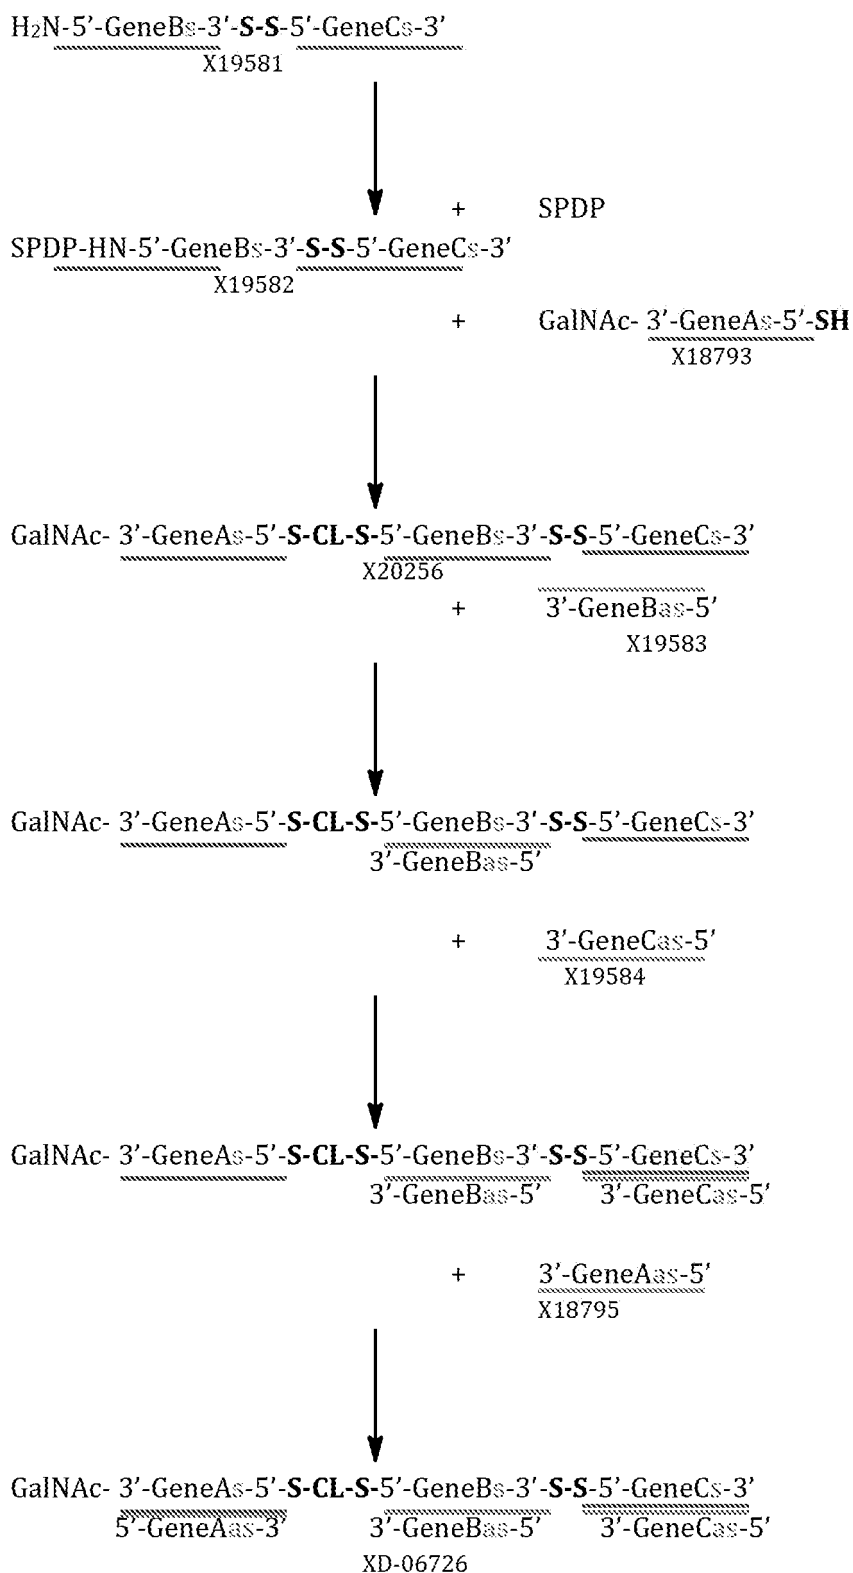 H₂N-5′-GeneBs-3′-S-S-5′-GeneCs-3′
X19581
+ SPDP
SPDP-HN-5′-GeneBs-3′-S-S-5′-GeneCs-3′
X19582
+ GalNAc- 3′-GeneAs-5′-SH
X18793
GalNAc- 3′-GeneAs-5′-S-CL-S-5′-GeneBs-3′-S-S-5′-GeneCs-3′
X20256
+ 3′-GeneBas-5′
X19583
GalNAc- 3′-GeneAs-5′-S-CL-S-5′-GeneBs-3′-S-S-5′-GeneCs-3′
3′-GeneBas-5′
+ 3′-GeneCas-5′
X19584
GalNAc- 3′-GeneAs-5′-S-CL-S-5′-GeneBs-3′-S-S-5′-GeneCs-3′
3′-GeneBas-5′ 3′-GeneCas-5′
+ 3′-GeneAas-5′
X18795
GalNAc- 3′-GeneAs-5′-S-CL-S-5′-GeneBs-3′-S-S-5′-GeneCs-3′
5′-GeneAas-3′ 3′-GeneBas-5′ 3′-GeneCas-5′
XD-06726